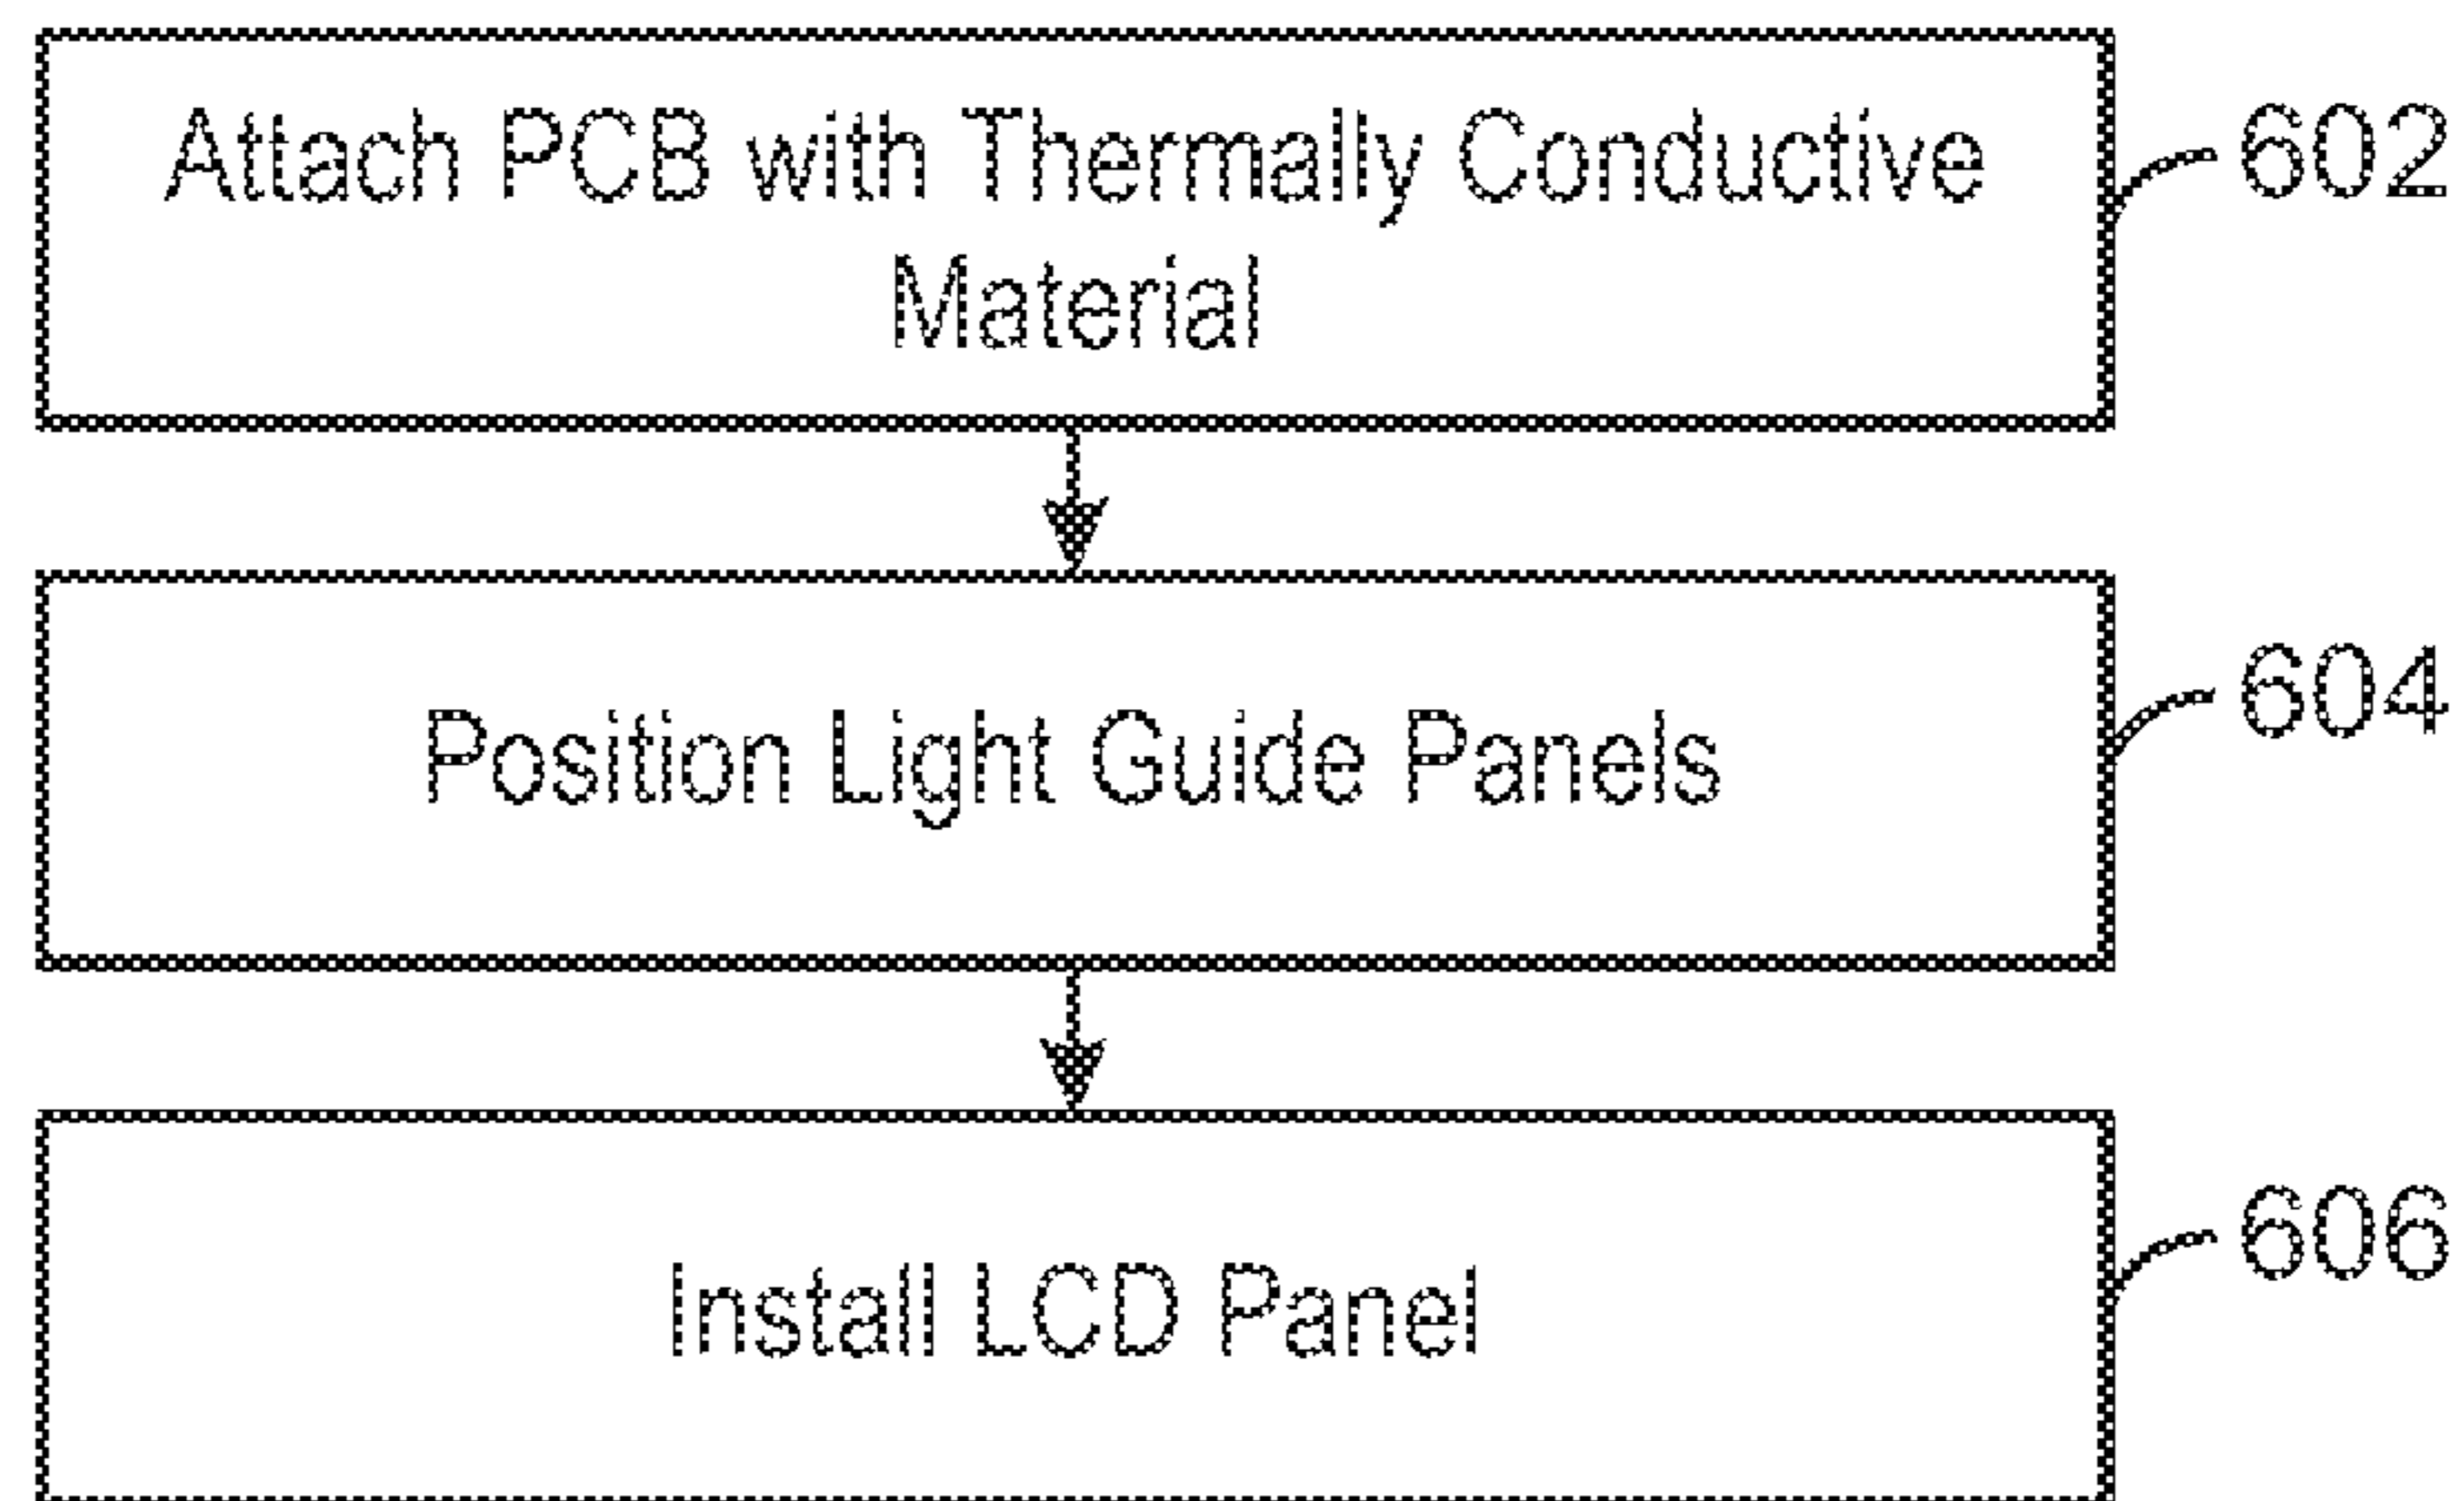 Attach PCB with Thermally Conductive
Material
602
Position Light Guide Panels
604
Install LCD Panel
606